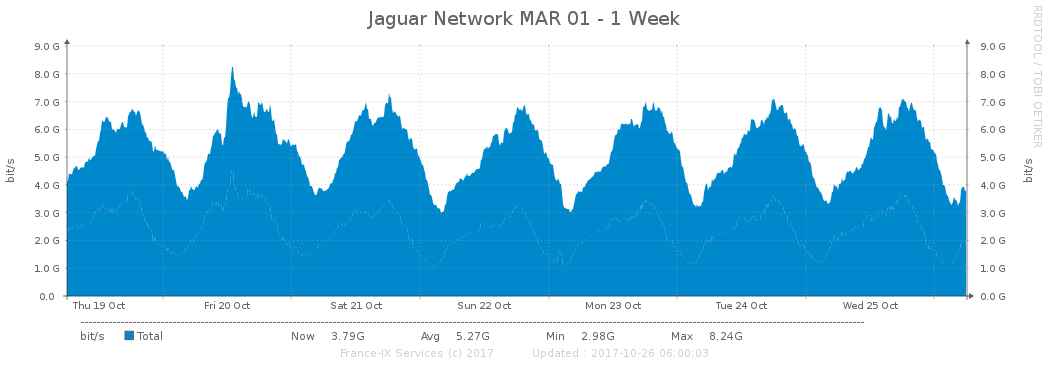 Jaguar Network MAR 01 - 1 Week
RRDTOOL / TOBI OETIKER
bit/s
9.0 G 9.0 G
8.0 G 8.0 G
7.0 G 7.0 G
6.0 G 6.0 G
5.0 G 5.0 G
4.0 G 4.0 G
3.0 G 3.0 G
2.0 G 2.0 G
1.0 G 1.0 G
0.0 0.0 G
bit/s
Thu 19 Oct Fri 20 Oct Sat 21 Oct Sun 22 Oct Mon 23 Oct Tue 24 Oct Wed 25 Oct
bit/s Total Now 3.79G Avg 5.27G Min 2.98G Max 8.24G
France-IX Services (c) 2017 Updated : 2017-10-26 06:00:03